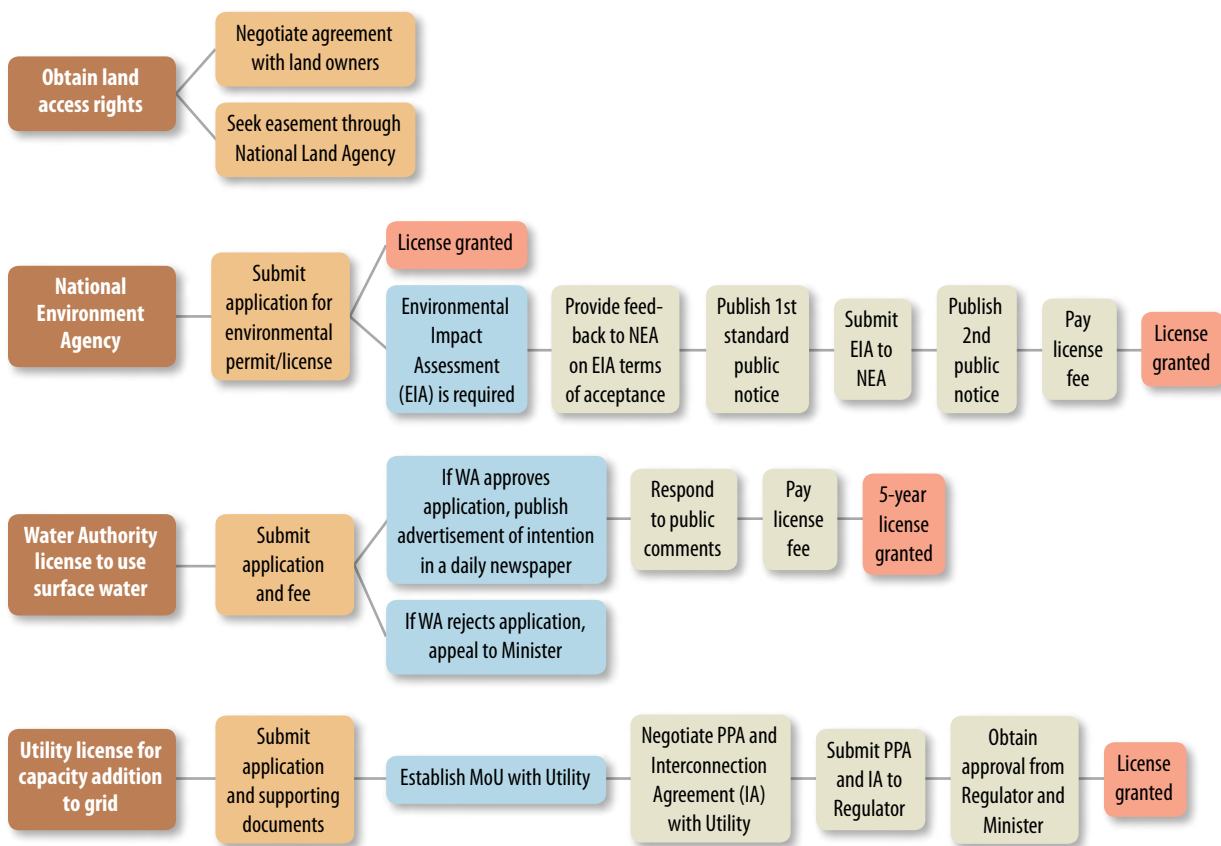 Obtain land
access rights
Negotiate agreement
with land owners
Seek easement through
National Land Agency
National
Environment
Agency
Submit
application for
environmental
permit/license
License granted
Environmental
Impact
Assessment
(EIA) is required
Provide feed-
back to NEA
on EIA terms
of acceptance
Publish 1st
standard
public
notice
Submit
EIA to
NEA
Publish
2nd
public
notice
Pay
license
fee
License
granted
Water Authority
license to use
surface water
Submit
application
and fee
If WA approves
application, publish
advertisement of intention
in a daily newspaper
Respond
to public
comments
Pay
license
fee
5-year
license
granted
If WA rejects application,
appeal to Minister
Utility license for
capacity addition
to grid
Submit
application
and supporting
documents
Establish MoU with Utility
Negotiate PPA and
Interconnection
Agreement (IA)
with Utility
Submit PPA
and IA to
Regulator
Obtain
approval from
Regulator and
Minister
License
granted